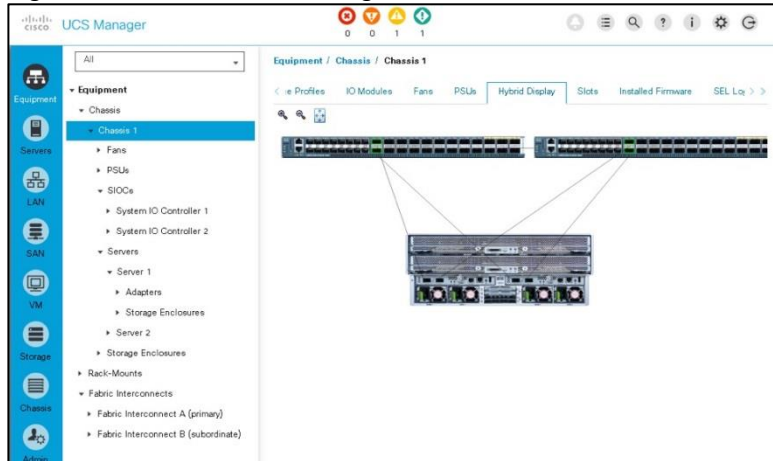 CISCO UCS Manager
0 0 1 1
Equipment
Servers
LAN
SAN
VM
Storage
Chassis
Admin
All
Equipment
Chassis
Chassis 1
Fans
PSUs
SIOCs
System IO Controller 1
System IO Controller 2
Servers
Server 1
Adapters
Storage Enclosures
Server 2
Storage Enclosures
Rack-Mounts
Fabric Interconnects
Fabric Interconnect A (primary)
Fabric Interconnect B (subordinate)
Equipment / Chassis / Chassis 1
Profiles IO Modules Fans PSUs Hybrid Display Slots Installed Firmware SEL